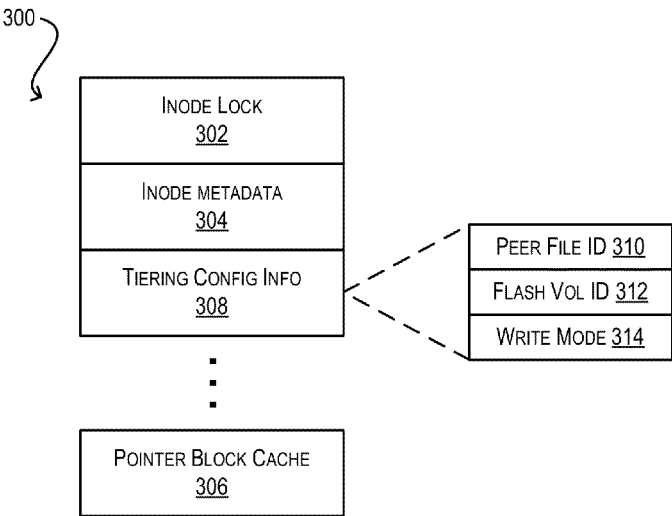 300
INODE LOCK
302
INODE METADATA
304
TIERING CONFIG INFO
308
PEER FILE ID 310
FLASH VOL ID 312
WRITE MODE 314
POINTER BLOCK CACHE
306